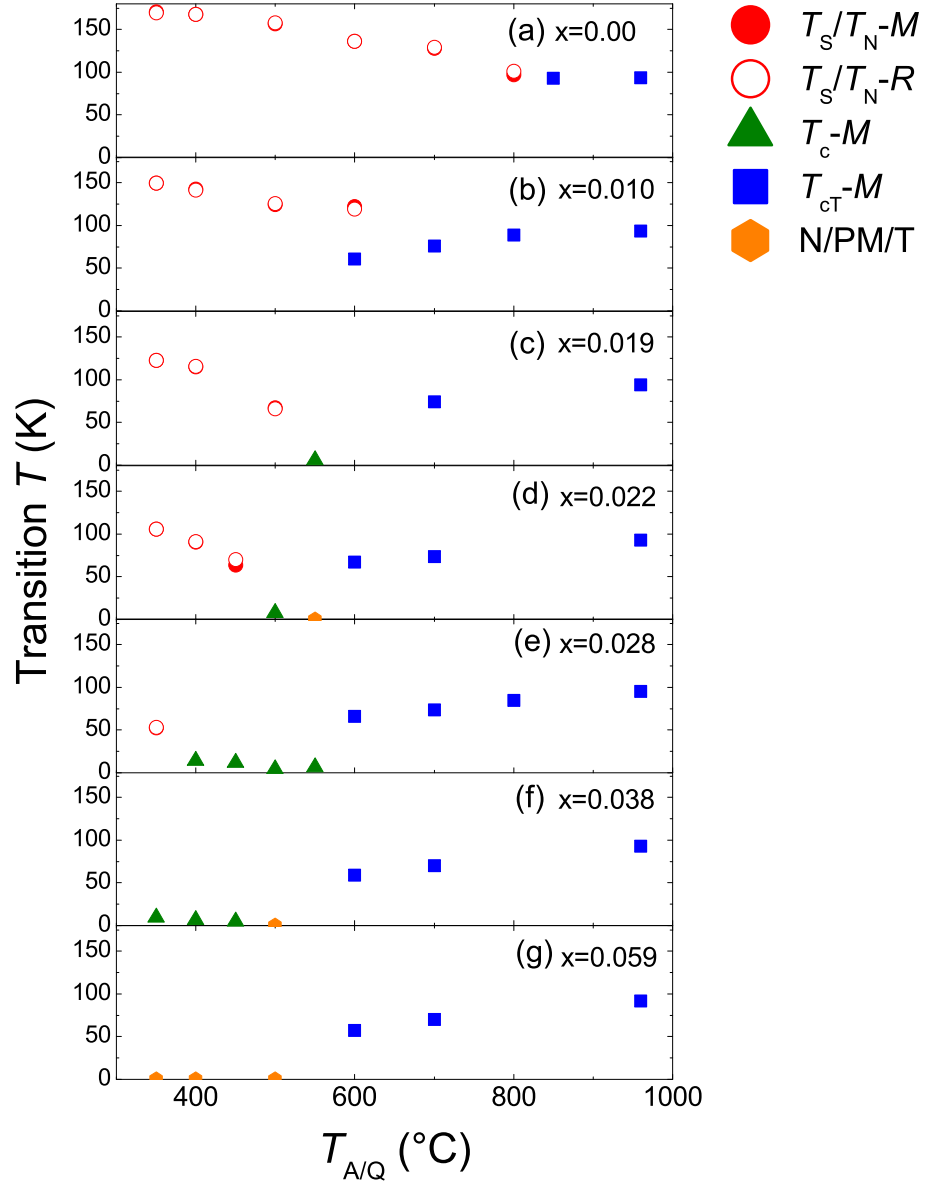 Transition T (K)
150
100
50
0
(a) x=0.00
150
100
50
0
(b) x=0.010
150
100
50
0
(c) x=0.019
150
100
50
0
(d) x=0.022
150
100
50
0
(e) x=0.028
150
100
50
0
(f) x=0.038
150
100
50
0
(g) x=0.059
400 600 800 1000
T_A/Q (°C)
T_S/T_N-M
T_S/T_N-R
T_c-M
T_cT-M
N/PM/T